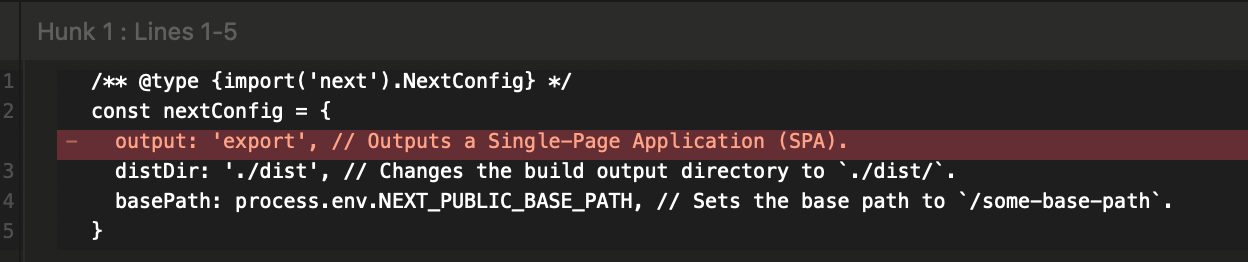 Hunk 1 : Lines 1-5
1 /** @type {import('next').NextConfig} */
2 const nextConfig = {
- output: 'export', // Outputs a Single-Page Application (SPA).
3 distDir: './dist', // Changes the build output directory to `./dist/`.
4 basePath: process.env.NEXT_PUBLIC_BASE_PATH, // Sets the base path to `/some-base-path`.
5 }